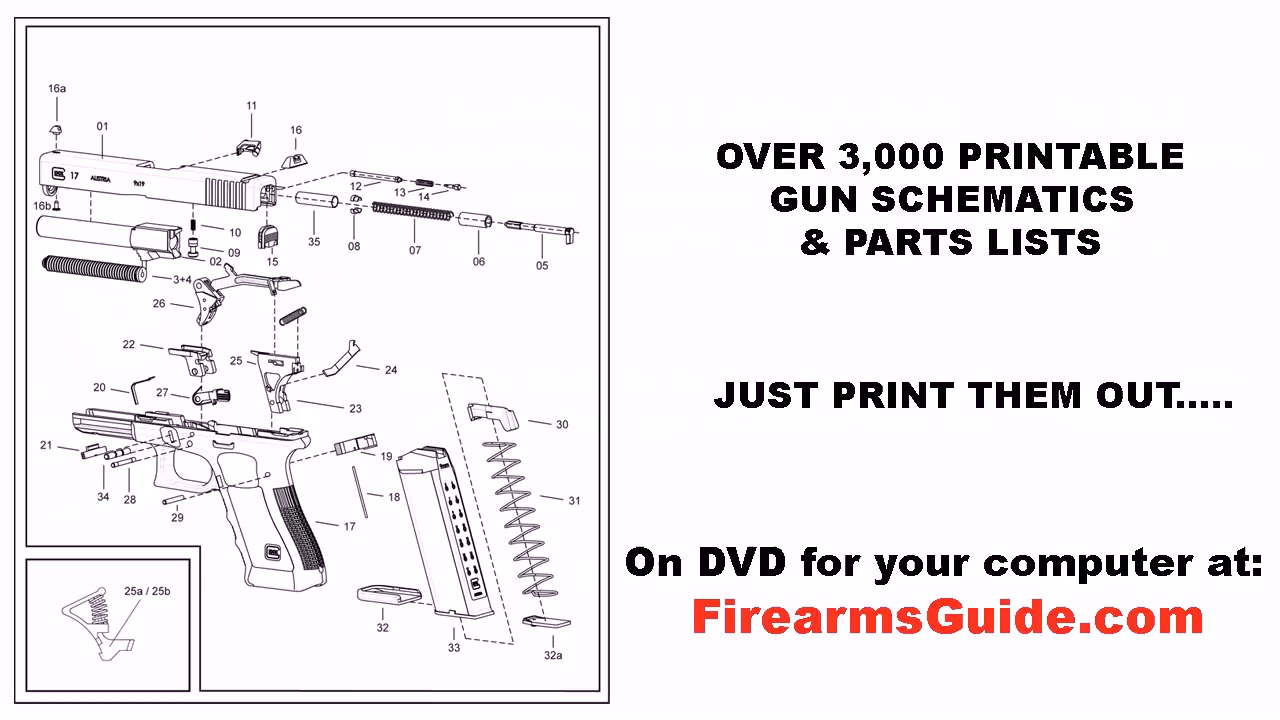 16a
11
01
16
GLOCK
17
AUSTRIA
9x19
12
13
14
16b
10
35
08
07
06
05
09
02
15
3+4
26
22
25
24
20
27
23
30
21
19
34
28
18
31
29
17
32
33
32a
25a / 25b
OVER 3,000 PRINTABLE
GUN SCHEMATICS
& PARTS LISTS
JUST PRINT THEM OUT.....
On DVD for your computer at:
FirearmsGuide.com